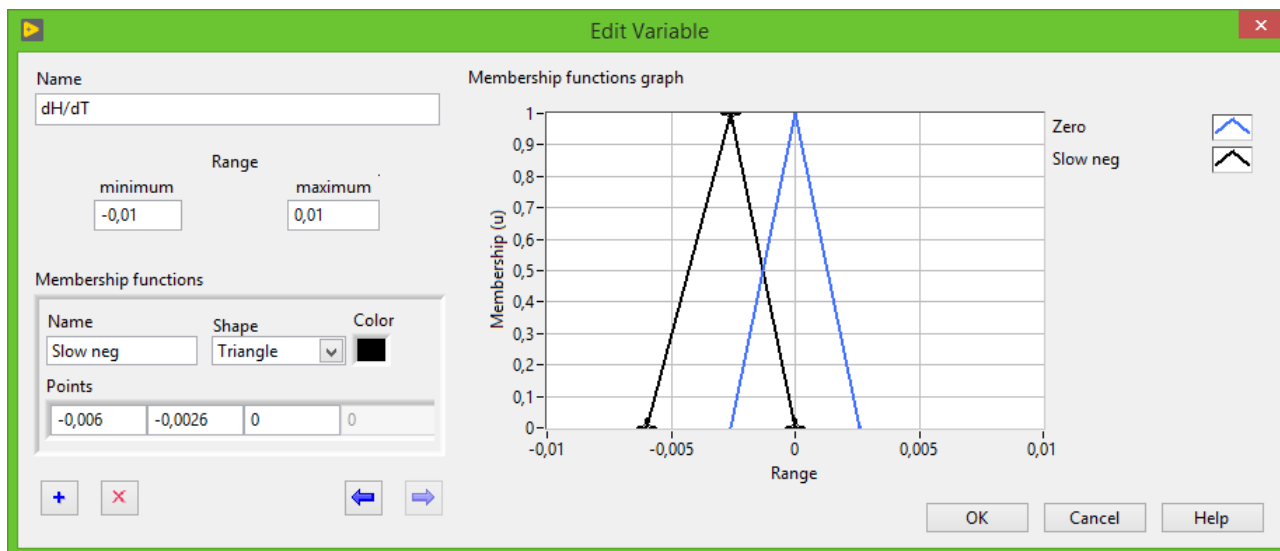 Edit Variable
Name
dH/dT
Range
minimum
maximum
-0,01
0,01
Membership functions
Name
Shape
Color
Slow neg
Triangle
Points
-0,006
-0,0026
0
0
Membership functions graph
Membership (u)
1
0,9
0,8
0,7
0,6
0,5
0,4
0,3
0,2
0,1
0
-0,01
-0,005
0
0,005
0,01
Range
Zero
Slow neg
OK
Cancel
Help